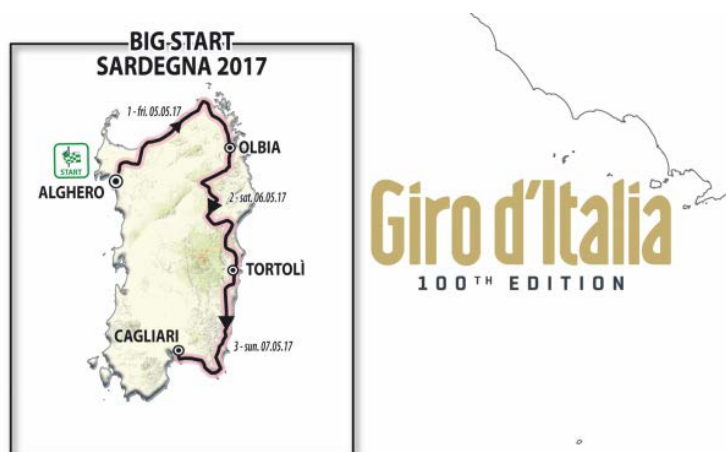 BIG START
SARDEGNA 2017
1 - fri. 05.05.17
OLBIA
START
ALGHERO
2 - sat. 06.05.17
TORTOLÌ
CAGLIARI
3 - sun. 07.05.17
Giro d'Italia
100TH EDITION